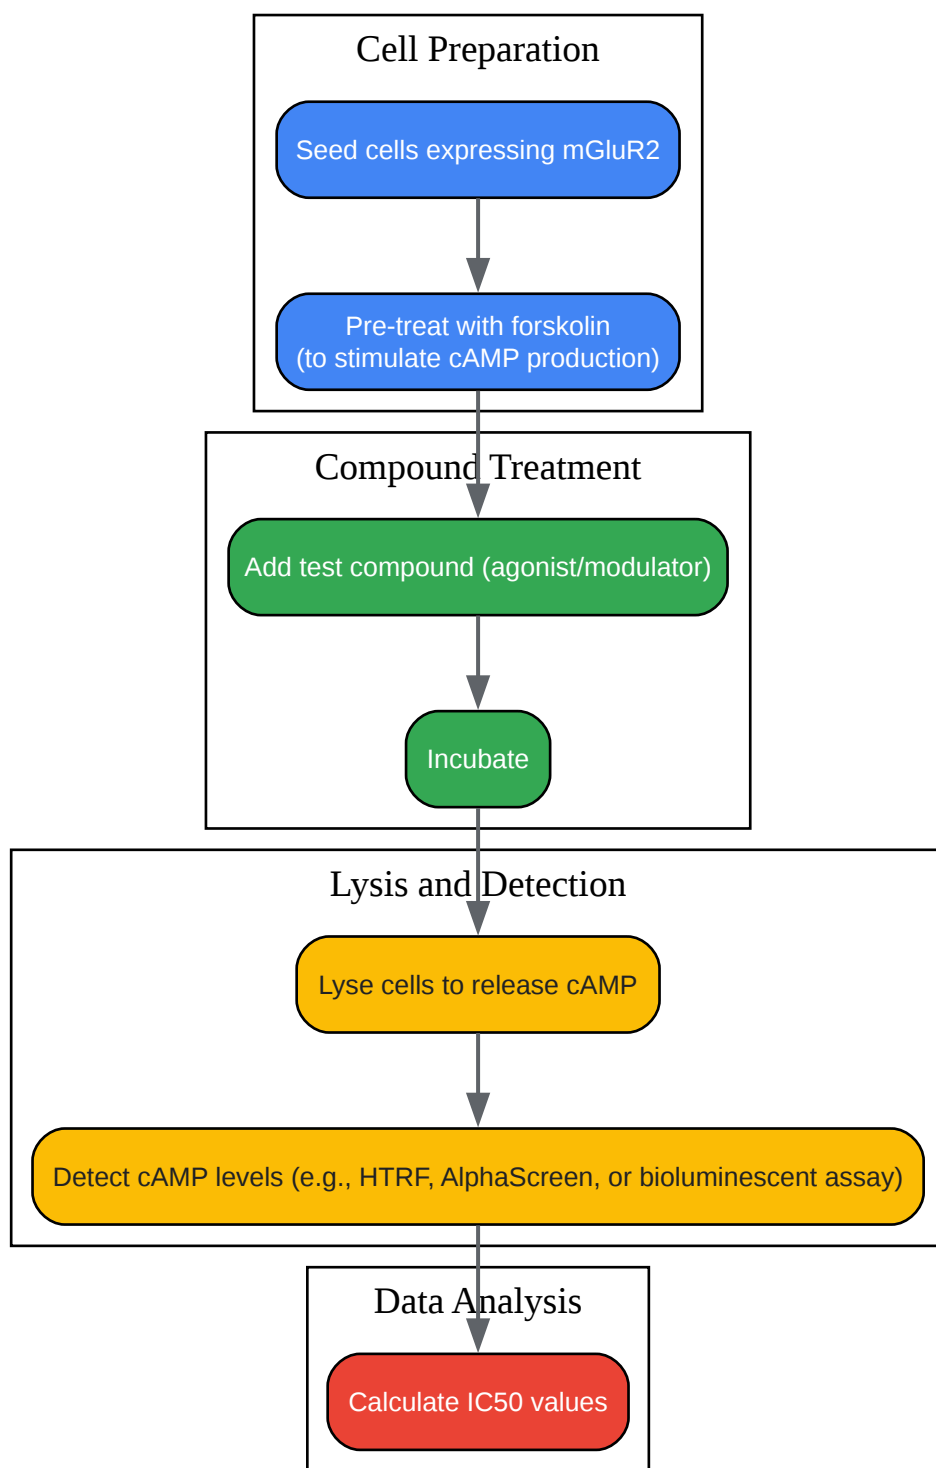 Cell Preparation
Seed cells expressing mGluR2
Pre-treat with forskolin
(to stimulate cAMP production)
Compound Treatment
Add test compound (agonist/modulator)
Incubate
Lysis and Detection
Lyse cells to release cAMP
Detect cAMP levels (e.g., HTRF, AlphaScreen, or bioluminescent assay)
Data Analysis
Calculate IC50 values